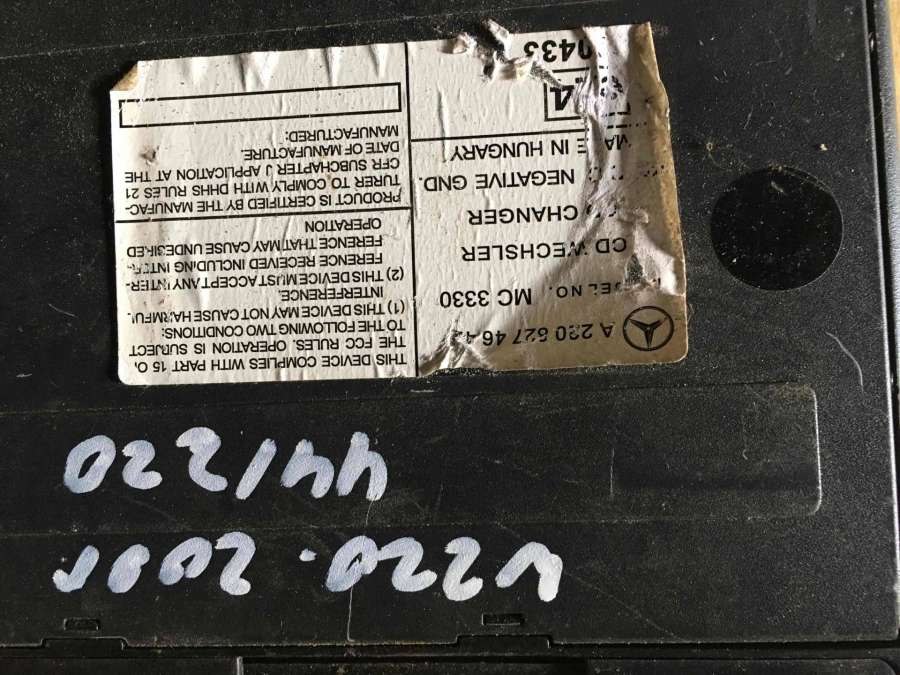 220.
44/220
A 230 827 46 42
NO. MC 3330
CD WECHSLER
CHANGER
NEGATIVE GND.
IN HUNGARY
THIS DEVICE COMPLIES WITH PART 15 O
THE FCC RULES. OPERATION IS SUBJECT
TO THE FOLLOWING TWO CONDITIONS:
(1) THIS DEVICE MAY NOT CAUSE HARMFUL
INTERFERENCE.
(2) THIS DEVICE MUST ACCEPT ANY INTER-
FERENCE RECEIVED INCLUDING INTER-
FERENCE THAT MAY CAUSE UNDESIRED
OPERATION
PRODUCT IS CERTIFIED BY THE MANUFAC-
TURER TO COMPLY WITH DHHS RULES 21
CFR SUBCHAPTER J APPLICATION AT THE
DATE OF MANUFACTURE.
MANUFACTURED: